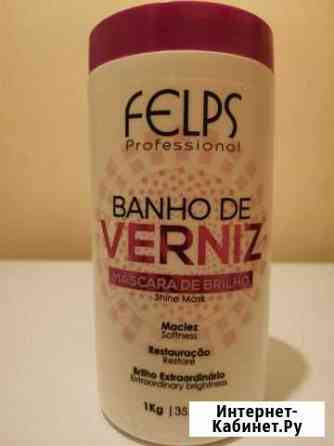 FELPS
Professional
BANHO DE
VERNIZ
MÁSCARA DE BRILHO
Shine Mask
Maciez
Softness
Restauração
Restore
Brilho Extraordinário
Extraordinary brightness
1Kg | 35
Интернет-
Кабинет.Ру